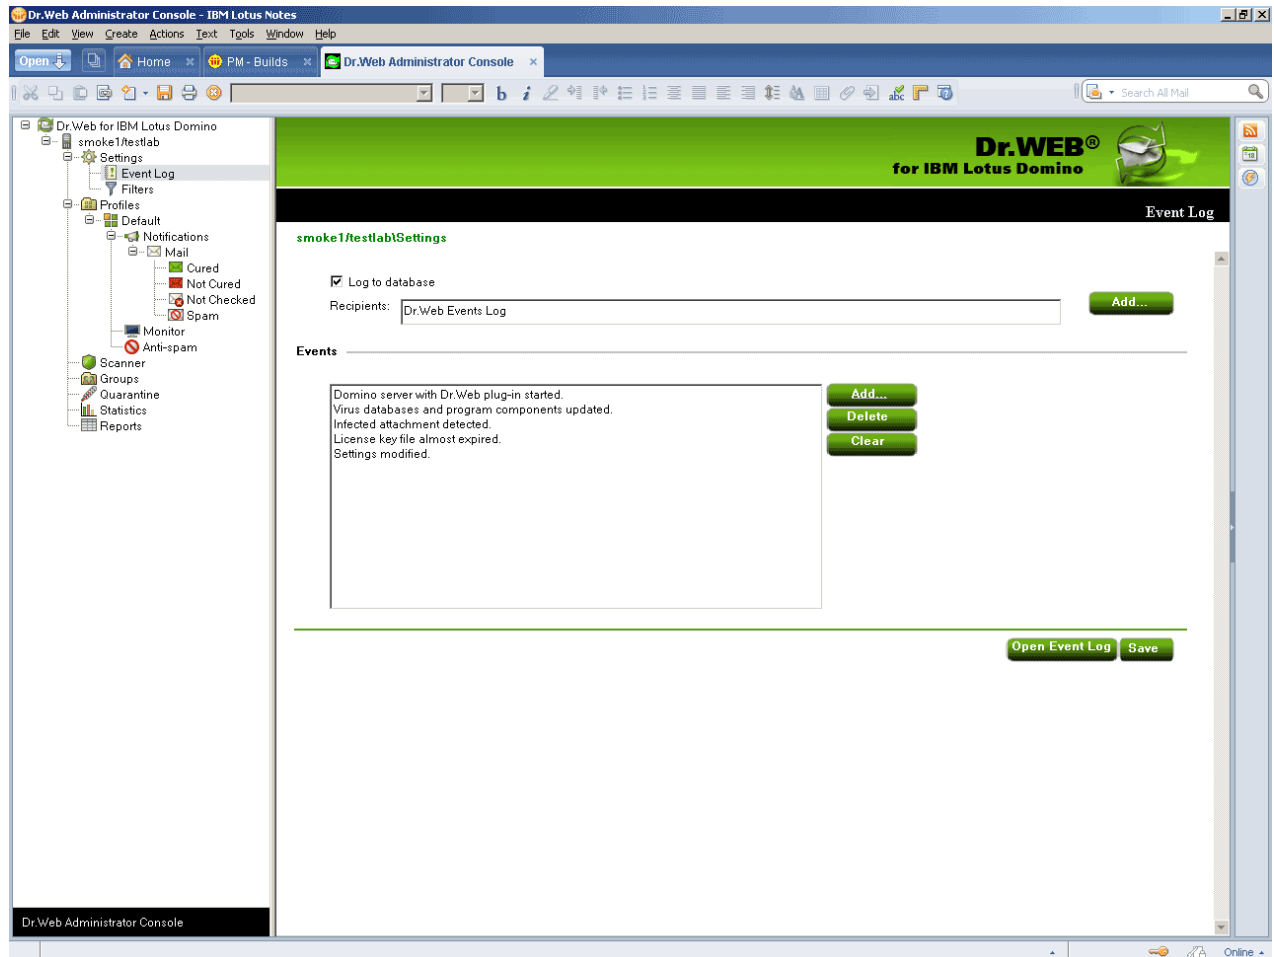 Dr.Web Administrator Console - IBM Lotus Notes
File Edit View Create Actions Text Tools Window Help
Open Home PM - Builds Dr.Web Administrator Console
b i abc Search All Mail
Dr.Web for IBM Lotus Domino
smoke1/testlab
Settings
Event Log
Filters
Profiles
Default
Notifications
Mail
Cured
Not Cured
Not Checked
Spam
Monitor
Anti-spam
Scanner
Groups
Quarantine
Statistics
Reports
Dr.Web Administrator Console
Dr.WEB®
for IBM Lotus Domino
Event Log
smoke1/testlab\Settings
Log to database
Recipients: Dr.Web Events Log Add...
Events
Domino server with Dr.Web plug-in started.
Virus databases and program components updated.
Infected attachment detected.
License key file almost expired.
Settings modified.
Add...
Delete
Clear
Open Event Log Save
18
Online